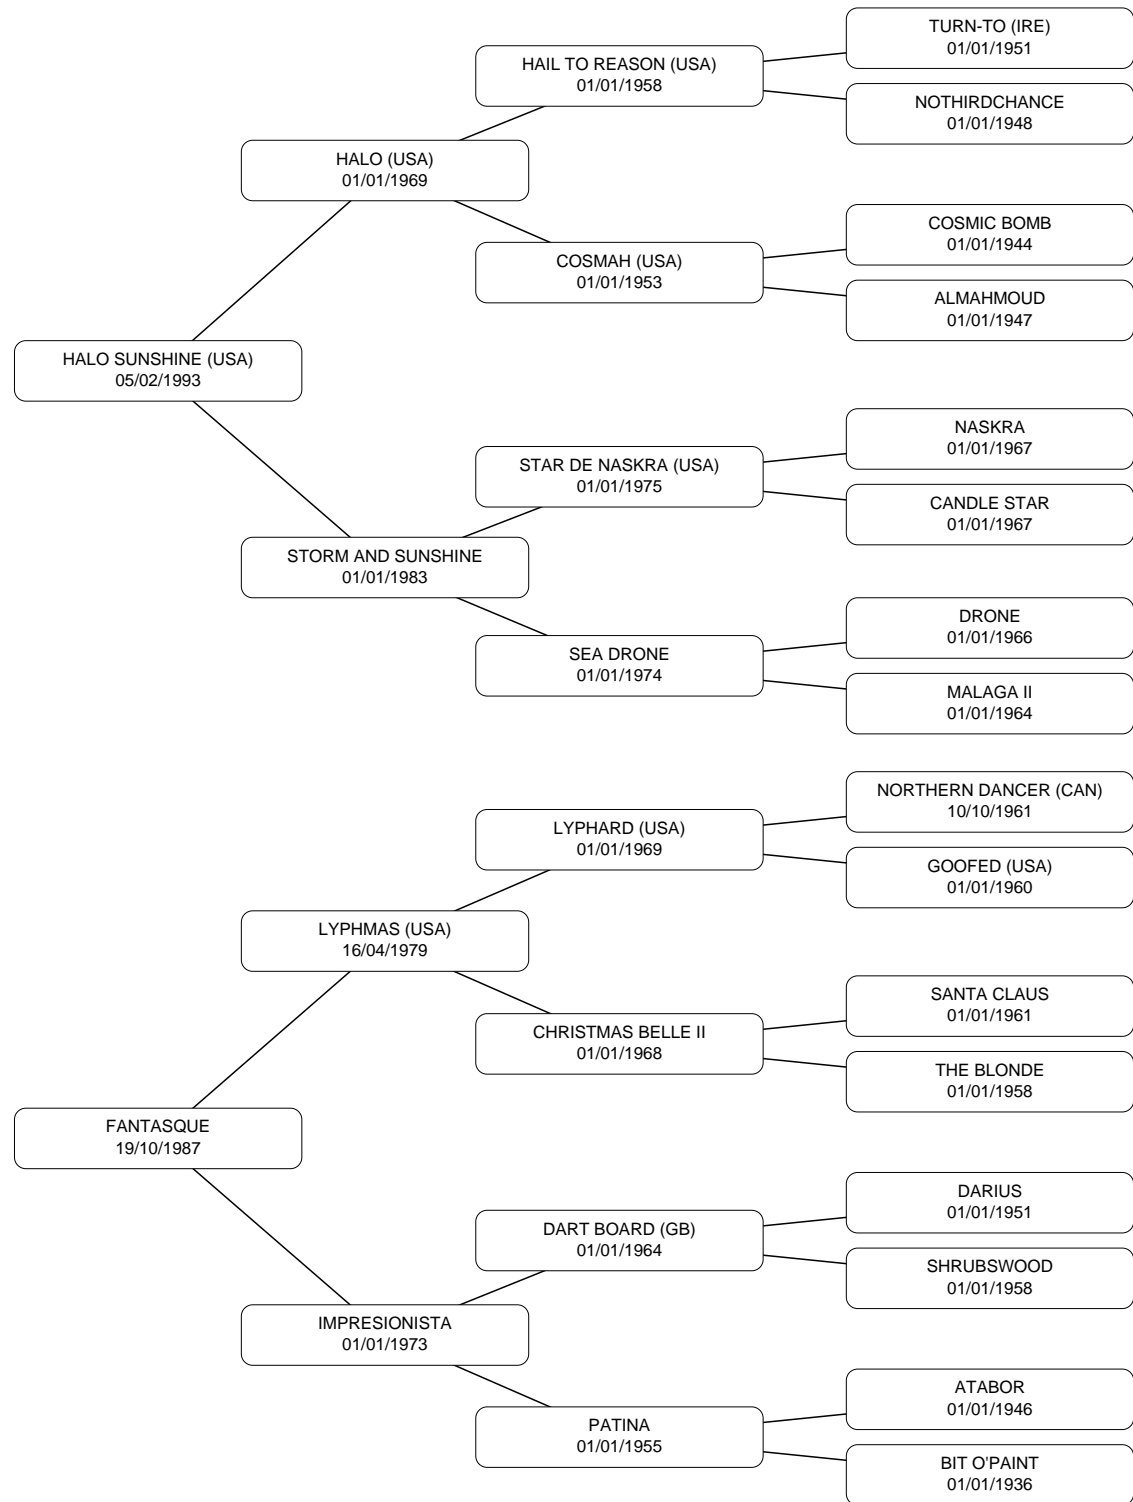 TURN-TO (IRE)
01/01/1951
HAIL TO REASON (USA)
01/01/1958
NOTHIRDCHANCE
01/01/1948
HALO (USA)
01/01/1969
COSMIC BOMB
01/01/1944
COSMAH (USA)
01/01/1953
ALMAHMOUD
01/01/1947
HALO SUNSHINE (USA)
05/02/1993
NASKRA
01/01/1967
STAR DE NASKRA (USA)
01/01/1975
CANDLE STAR
01/01/1967
STORM AND SUNSHINE
01/01/1983
DRONE
01/01/1966
SEA DRONE
01/01/1974
MALAGA II
01/01/1964
NORTHERN DANCER (CAN)
10/10/1961
LYPHARD (USA)
01/01/1969
GOOFED (USA)
01/01/1960
LYPHMAS (USA)
16/04/1979
SANTA CLAUS
01/01/1961
CHRISTMAS BELLE II
01/01/1968
THE BLONDE
01/01/1958
FANTASQUE
19/10/1987
DARIUS
01/01/1951
DART BOARD (GB)
01/01/1964
SHRUBSWOOD
01/01/1958
IMPRESIONISTA
01/01/1973
ATABOR
01/01/1946
PATINA
01/01/1955
BIT O'PAINT
01/01/1936